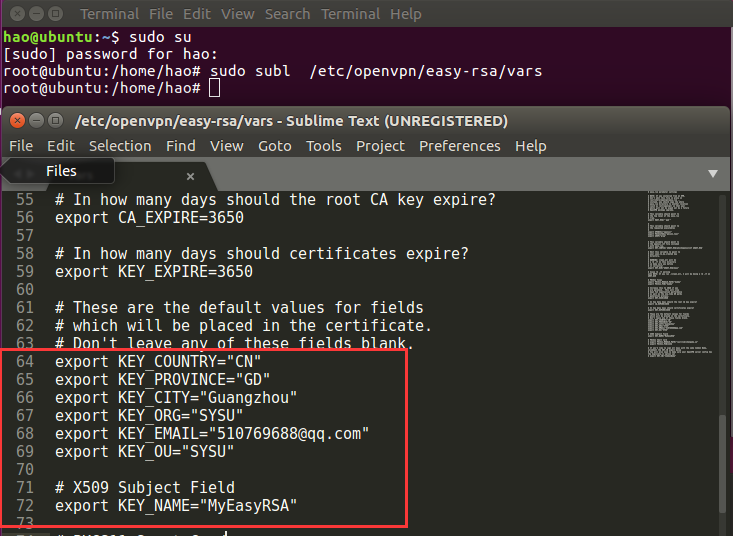 Terminal File Edit View Search Terminal Help
hao@ubuntu:~$ sudo su
[sudo] password for hao:
root@ubuntu:/home/hao# sudo subl  /etc/openvpn/easy-rsa/vars
root@ubuntu:/home/hao#
/etc/openvpn/easy-rsa/vars - Sublime Text (UNREGISTERED)
File Edit Selection Find View Goto Tools Project Preferences Help
Files
55 # In how many days should the root CA key expire?
56 export CA_EXPIRE=3650
57
58 # In how many days should certificates expire?
59 export KEY_EXPIRE=3650
60
61 # These are the default values for fields
62 # which will be placed in the certificate.
63 # Don't leave any of these fields blank.
64 export KEY_COUNTRY="CN"
65 export KEY_PROVINCE="GD"
66 export KEY_CITY="Guangzhou"
67 export KEY_ORG="SYSU"
68 export KEY_EMAIL="510769688@qq.com"
69 export KEY_OU="SYSU"
70
71 # X509 Subject Field
72 export KEY_NAME="MyEasyRSA"
73